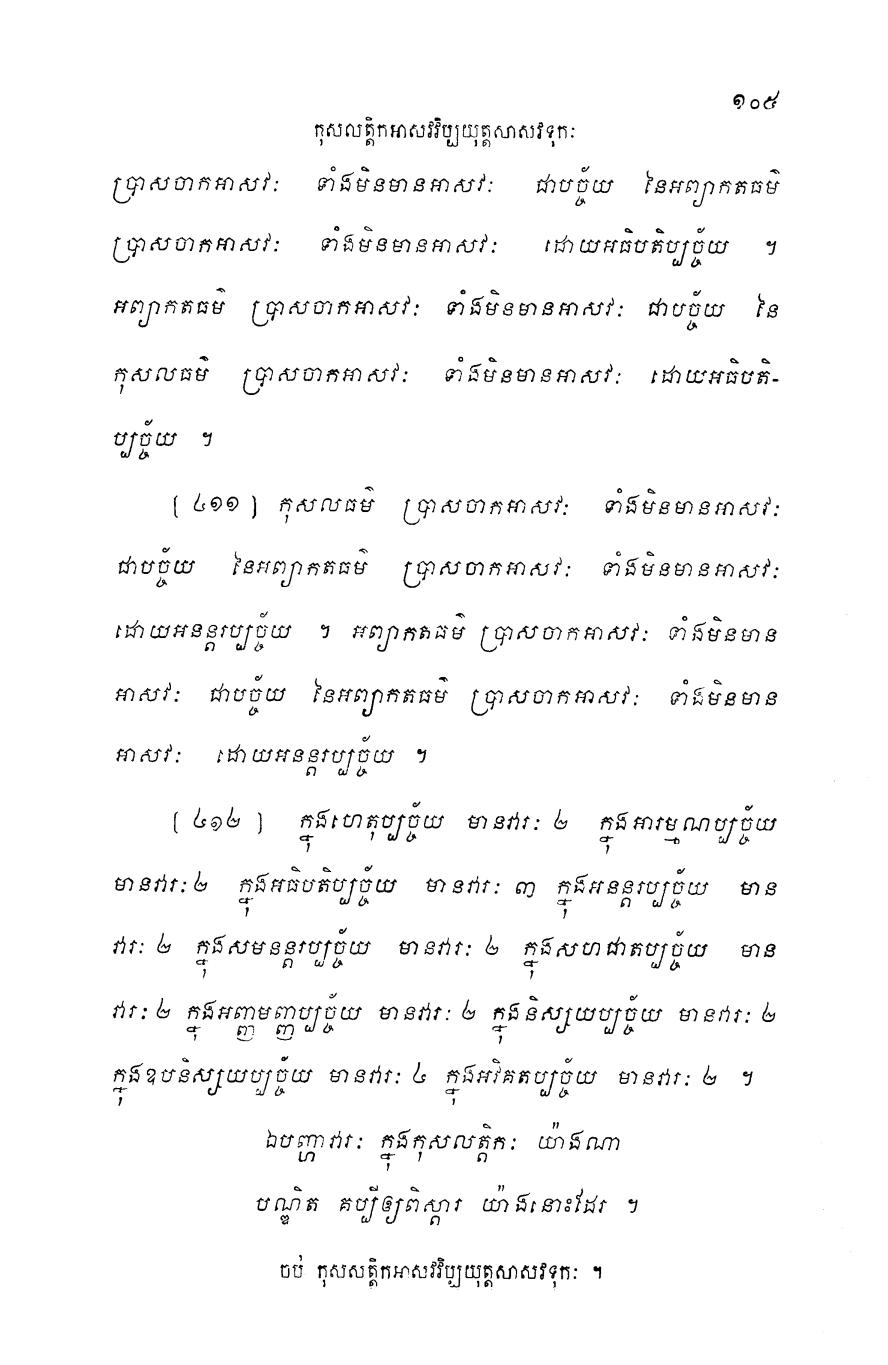 ១០៥
កុសលត្តិកអាសវវិប្បយុត្តសាសវទុកៈ
ប្រាសចាកអាសវៈ ទាំងមិនមានអាសវៈ ជាបច្ច័យ នៃអព្យាកតធម៌
ប្រាសចាកអាសវៈ ទាំងមិនមានអាសវៈ ដោយអធិបតិប្បច្ច័យ ។
អព្យាកតធម៌ ប្រាសចាកអាសវៈ ទាំងមិនមានអាសវៈ ជាបច្ច័យ នៃ
កុសលធម៌ ប្រាសចាកអាសវៈ ទាំងមិនមានអាសវៈ ដោយអធិបតិ-
ប្បច្ច័យ ។
[ ៤១១ ] កុសលធម៌ ប្រាសចាកអាសវៈ ទាំងមិនមានអាសវៈ
ជាបច្ច័យ នៃអព្យាកតធម៌ ប្រាសចាកអាសវៈ ទាំងមិនមានអាសវៈ
ដោយអនន្តរប្បច្ច័យ ។ អព្យាកតធម៌ ប្រាសចាកអាសវៈ ទាំងមិនមាន
អាសវៈ ជាបច្ច័យ នៃអព្យាកតធម៌ ប្រាសចាកអាសវៈ ទាំងមិនមាន
អាសវៈ ដោយអនន្តរប្បច្ច័យ ។
[ ៤១២ ] ក្នុងហេតុប្បច្ច័យ មានវារៈ ២ ក្នុងអារម្មណប្បច្ច័យ
មានវារៈ ២ ក្នុងអធិបតិប្បច្ច័យ មានវារៈ ៣ ក្នុងអនន្តរប្បច្ច័យ មាន
វារៈ ២ ក្នុងសមនន្តរប្បច្ច័យ មានវារៈ ២ ក្នុងសហជាតប្បច្ច័យ មាន
វារៈ ២ ក្នុងអញ្ញមញ្ញប្បច្ច័យ មានវារៈ ២ ក្នុងនិស្សយប្បច្ច័យ មានវារៈ ២
ក្នុងឧបនិស្សយប្បច្ច័យ មានវារៈ ៤ ក្នុងអវិគតប្បច្ច័យ មានវារៈ ២ ។
ឯបញ្ហាវារៈ ក្នុងកុសលត្តិកៈ យ៉ាងណា
បណ្ឌិត គប្បីឲ្យពិស្តារ យ៉ាងនោះដែរ ។
ចប់ កុសសត្តិកអាសវវិប្បយុត្តសាសវទុកៈ ។